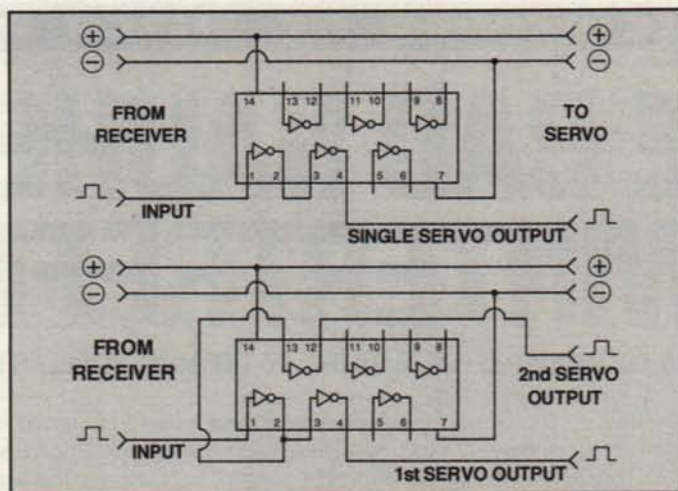 + +
− −
FROM RECEIVER
TO SERVO
14 13 12 11 10 9 8
1 2 3 4 5 6 7
INPUT
SINGLE SERVO OUTPUT
+ +
− −
FROM RECEIVER
14 13 12 11 10 9 8
2nd SERVO OUTPUT
1 2 3 4 5 6 7
INPUT
1st SERVO OUTPUT